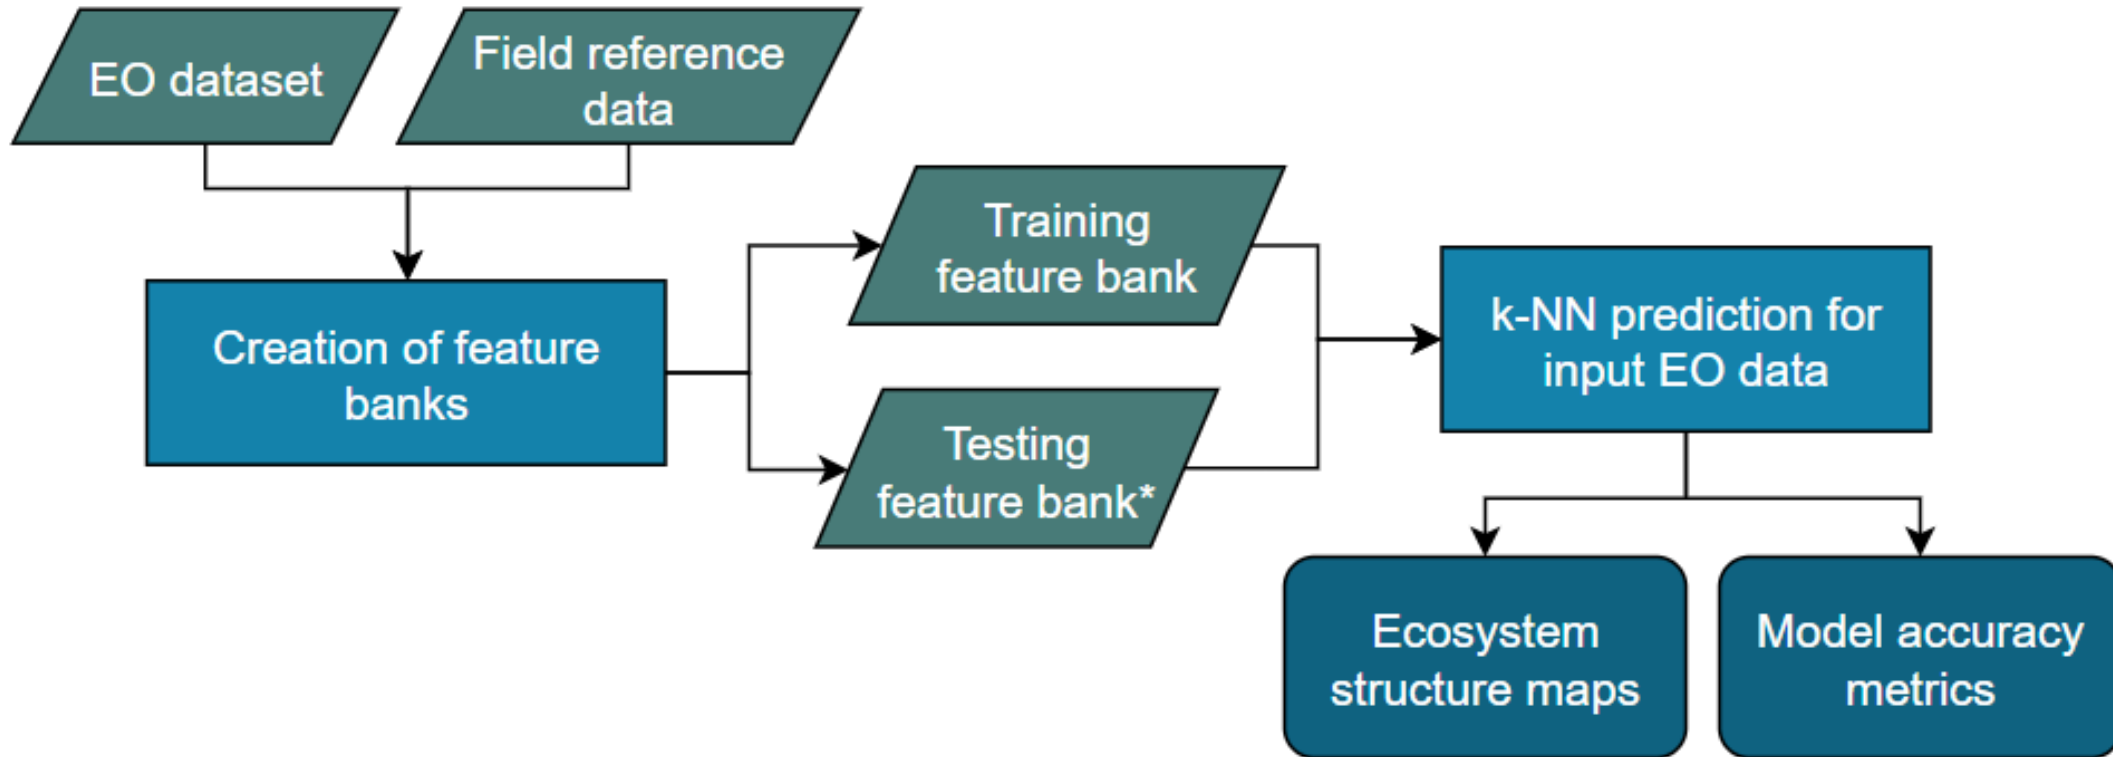 EO dataset
Field reference
data
Creation of feature
banks
Training
feature bank
Testing
feature bank*
k-NN prediction for
input EO data
Ecosystem
structure maps
Model accuracy
metrics